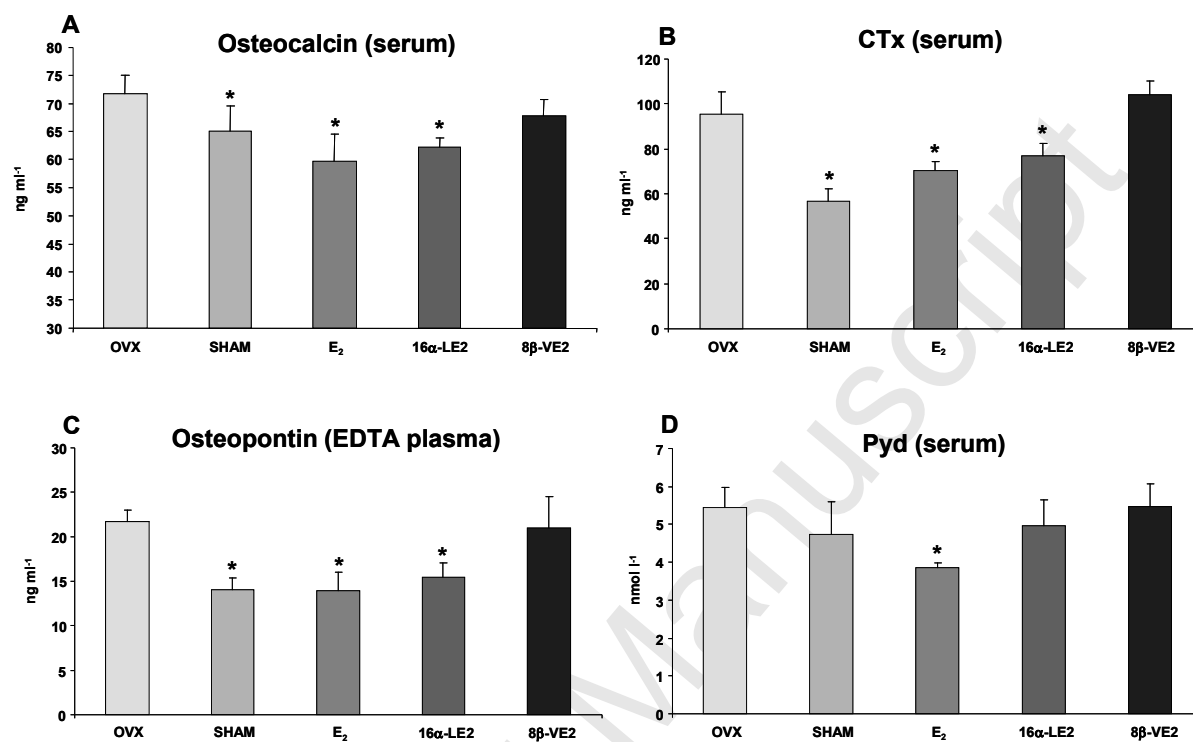 A
Osteocalcin (serum)
80
75
70
65
60
55
50
45
40
35
30
ng ml-1
*
*
*
OVX
SHAM
E2
16α-LE2
8β-VE2
B
CTx (serum)
120
100
80
60
40
20
0
ng ml-1
*
*
*
OVX
SHAM
E2
16α-LE2
8β-VE2
C
Osteopontin (EDTA plasma)
30
25
20
15
10
5
0
ng ml-1
*
*
*
OVX
SHAM
E2
16α-LE2
8β-VE2
D
Pyd (serum)
7
6
5
4
3
2
1
0
nmol l-1
*
OVX
SHAM
E2
16α-LE2
8β-VE2
Manuscript